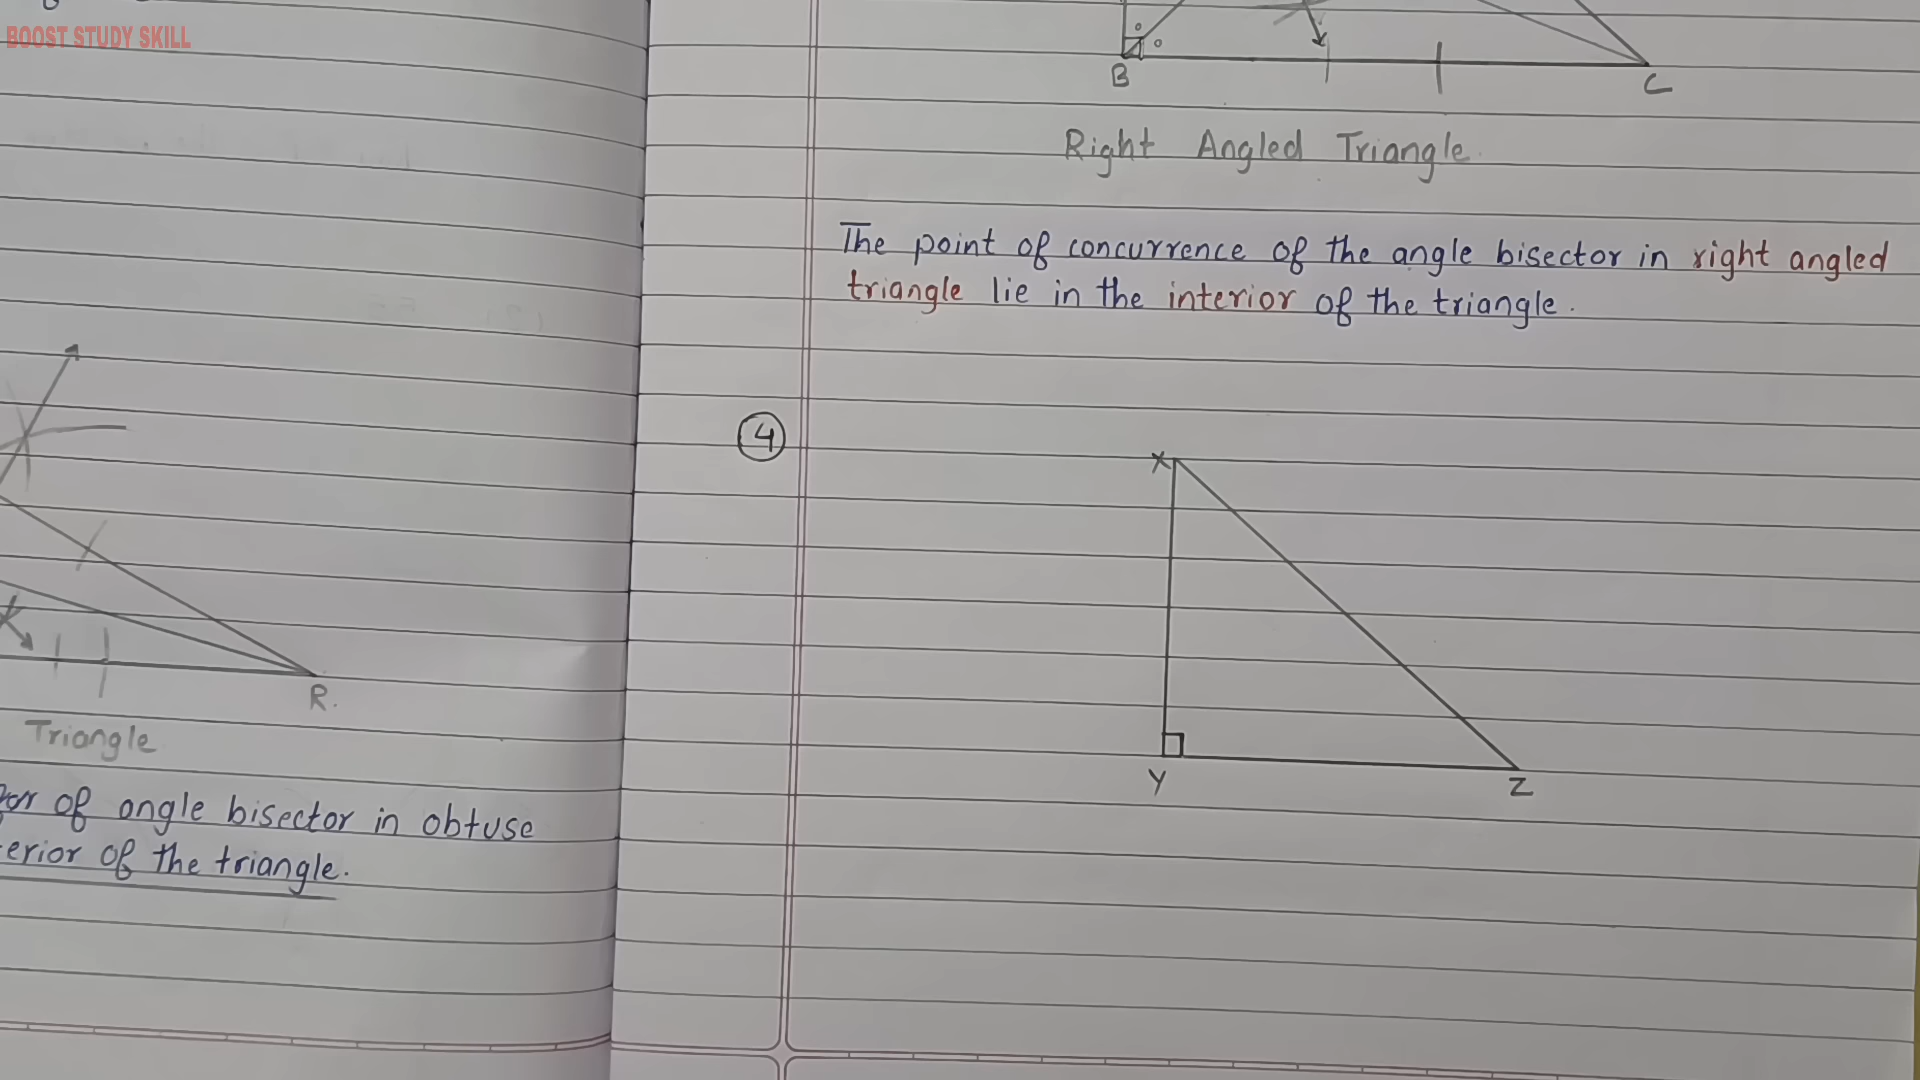 BOOST STUDY SKILL
R.
Triangle
of angle bisector in obtuse
of the triangle.
B
C
Right Angled Triangle.
The point of concurrence of the angle bisector in right angled
triangle lie in the interior of the triangle.
4
X
Y
Z